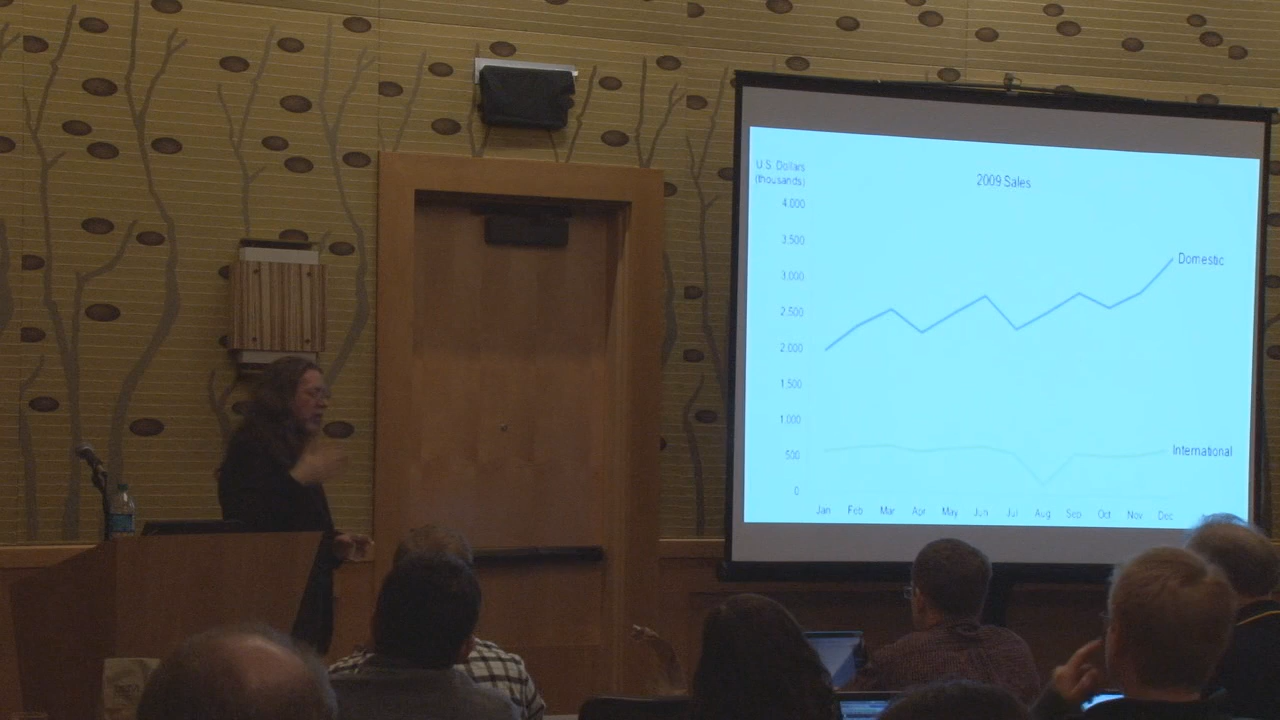 U.S. Dollars
(thousands)
2009 Sales
4,000
3,500
3,000
2,500
2,000
1,500
1,000
500
0
Domestic
International
Jan Feb Mar Apr May Jun Jul Aug Sep Oct Nov Dec